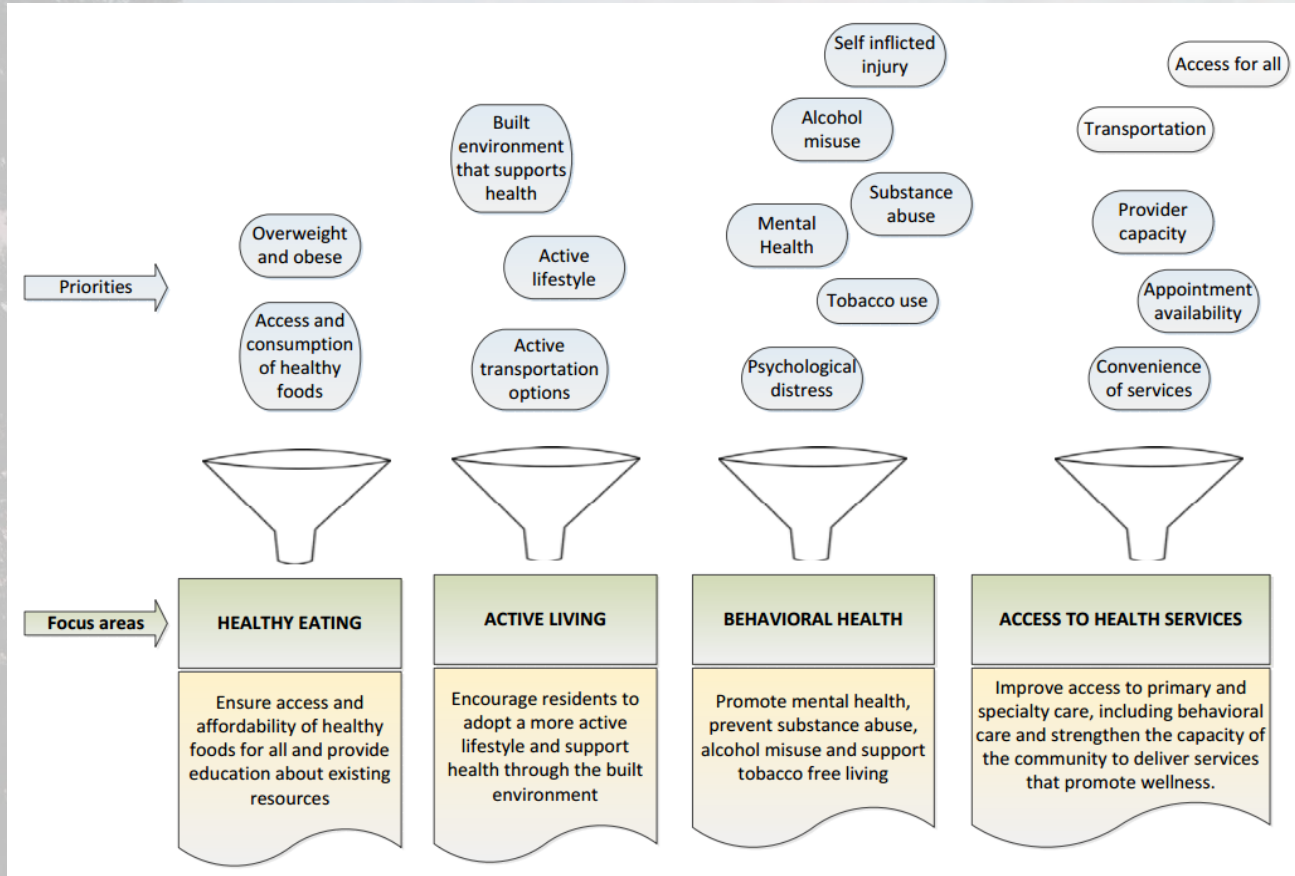 Self inflicted
injury
Access for all
Built
environment
that supports
health
Alcohol
misuse
Transportation
Substance
abuse
Overweight
and obese
Mental
Health
Provider
capacity
Active
lifestyle
Priorities
Tobacco use
Appointment
availability
Access and
consumption
of healthy
foods
Active
transportation
options
Psychological
distress
Convenience
of services
Focus areas
HEALTHY EATING
ACTIVE LIVING
BEHAVIORAL HEALTH
ACCESS TO HEALTH SERVICES
Ensure access and
affordability of healthy
foods for all and provide
education about existing
resources
Encourage residents to
adopt a more active
lifestyle and support
health through the built
environment
Promote mental health,
prevent substance abuse,
alcohol misuse and support
tobacco free living
Improve access to primary and
specialty care, including behavioral
care and strengthen the capacity of
the community to deliver services
that promote wellness.